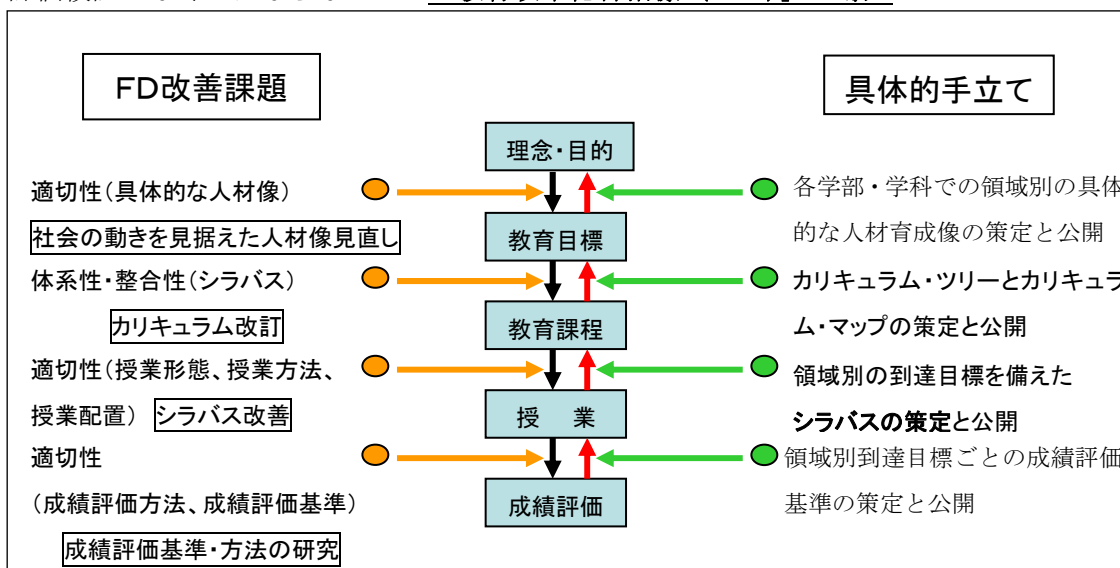 FD改善課題
適切性(具体的な人材像)
社会の動きを見据えた人材像見直し
体系性・整合性(シラバス)
カリキュラム改訂
適切性(授業形態、授業方法、
授業配置) シラバス改善
適切性
(成績評価方法、成績評価基準)
成績評価基準・方法の研究
理念・目的
教育目標
教育課程
授 業
成績評価
具体的手立て
各学部・学科での領域別の具体
的な人材育成像の策定と公開
カリキュラム・ツリーとカリキュラ
ム・マップの策定と公開
領域別の到達目標を備えた
シラバスの策定と公開
領域別到達目標ごとの成績評価
基準の策定と公開